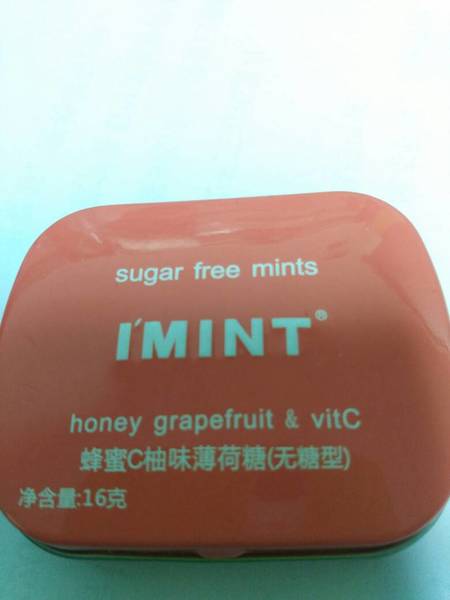 sugar free mints
I'MINT®
honey grapefruit & vitC
蜂蜜C柚味薄荷糖(无糖型)
净含量:16克